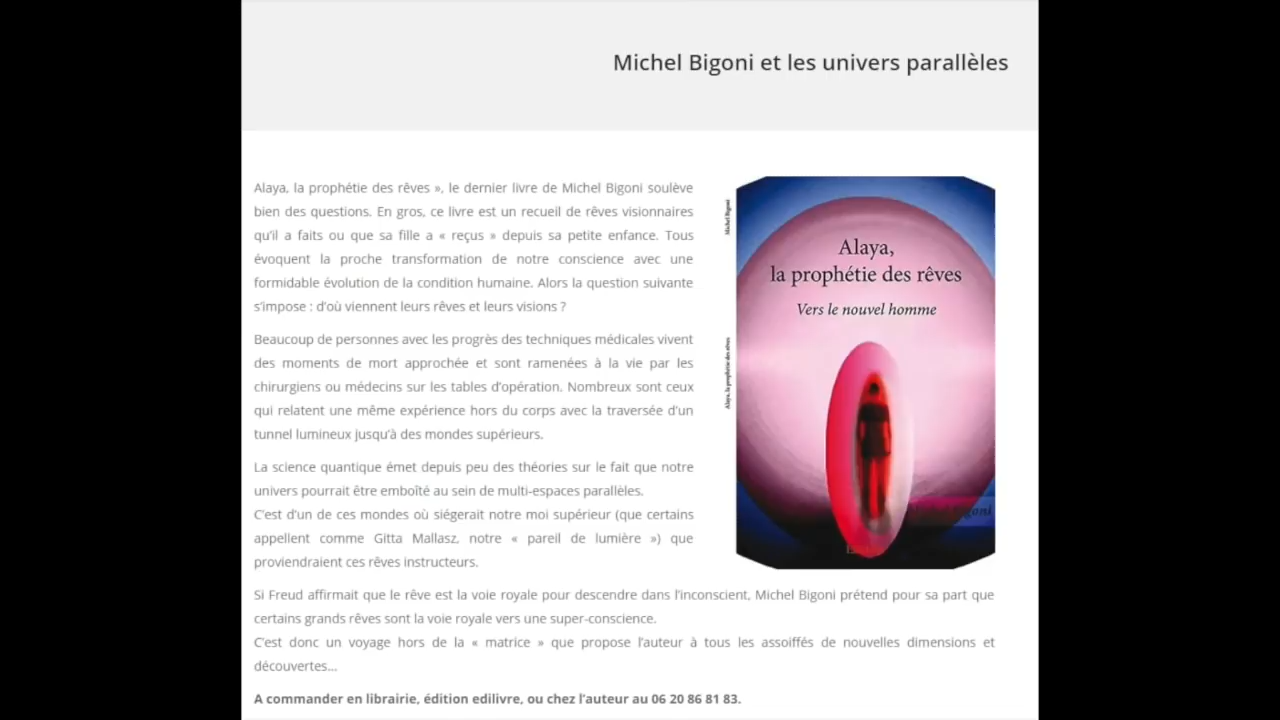 Michel Bigoni et les univers parallèles
Alaya, la prophétie des rêves », le dernier livre de Michel Bigoni soulève
bien des questions. En gros, ce livre est un recueil de rêves visionnaires
qu'il a faits ou que sa fille a « reçus » depuis sa petite enfance. Tous
évoquent la proche transformation de notre conscience avec une
formidable évolution de la condition humaine. Alors la question suivante
s'impose : d'où viennent leurs rêves et leurs visions ?
Beaucoup de personnes avec les progrès des techniques médicales vivent
des moments de mort approchée et sont ramenées à la vie par les
chirurgiens ou médecins sur les tables d'opération. Nombreux sont ceux
qui relatent une même expérience hors du corps avec la traversée d'un
tunnel lumineux jusqu'à des mondes supérieurs.
La science quantique émet depuis peu des théories sur le fait que notre
univers pourrait être emboîté au sein de multi-espaces parallèles.
C'est d'un de ces mondes où siégerait notre moi supérieur (que certains
appellent comme Gitta Mallasz, notre « pareil de lumière ») que
proviendraient ces rêves instructeurs.
Si Freud affirmait que le rêve est la voie royale pour descendre dans l'inconscient, Michel Bigoni prétend pour sa part que
certains grands rêves sont la voie royale vers une super-conscience.
C'est donc un voyage hors de la « matrice » que propose l'auteur à tous les assoiffés de nouvelles dimensions et
découvertes...
A commander en librairie, édition edilivre, ou chez l'auteur au 06 20 86 81 83.
Michel Bigoni
Alaya, la prophétie des rêves
Alaya,
la prophétie des rêves
Vers le nouvel homme
Michel Bigoni